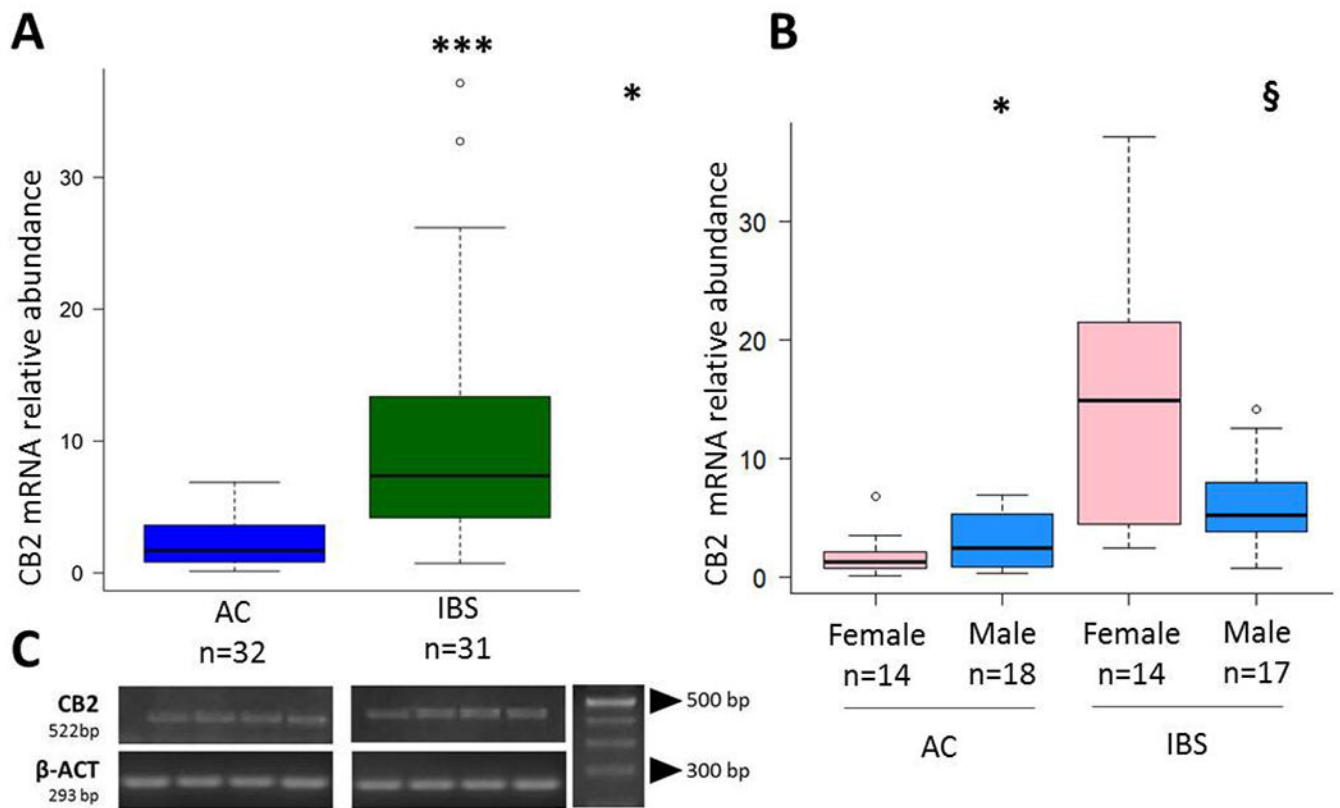 A
***
*
CB2 mRNA relative abundance
30
20
10
0
AC
IBS
n=32
n=31
B
*
§
CB2 mRNA relative abundance
30
20
10
0
Female
Male
Female
Male
n=14
n=18
n=14
n=17
AC
IBS
C
CB2
522bp
500 bp
β-ACT
293 bp
300 bp